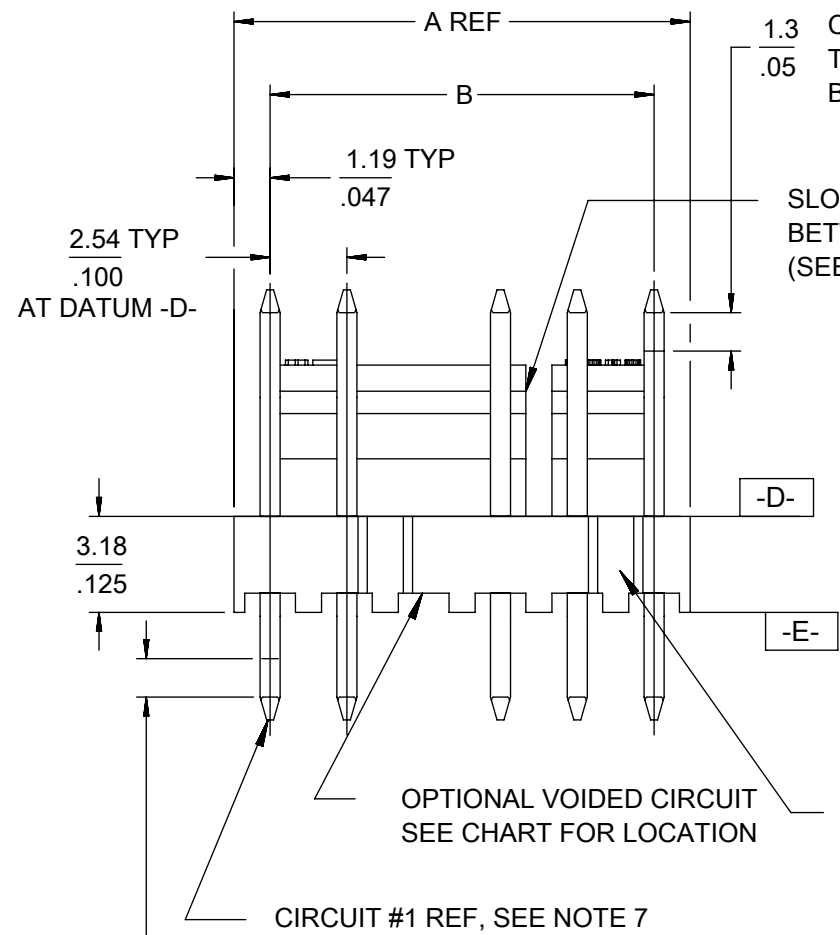 A REF
1.3
.05
B
1.19 TYP
.047
2.54 TYP
.100
AT DATUM -D-
-D-
3.18
.125
-E-
OPTIONAL VOIDED CIRCUIT
SEE CHART FOR LOCATION
CIRCUIT #1 REF, SEE NOTE 7